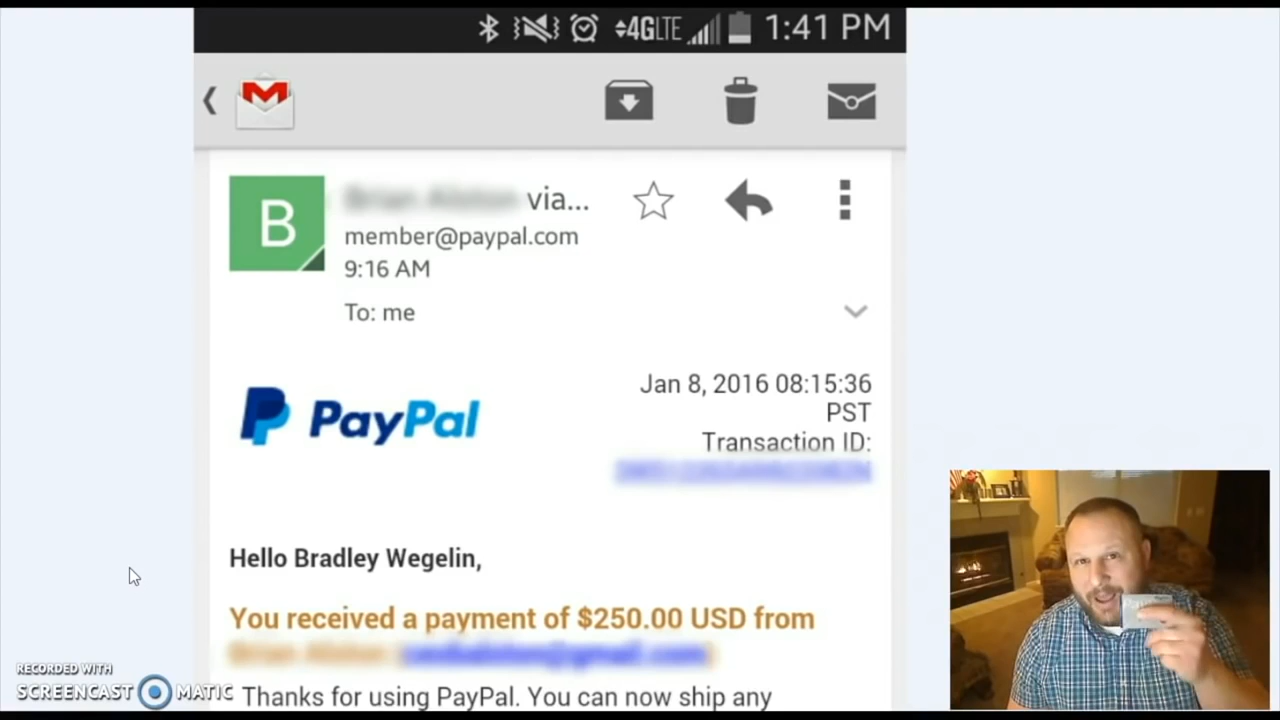 4G LTE 1:41 PM
via...
member@paypal.com
9:16 AM
To: me
B
PayPal
Jan 8, 2016 08:15:36
PST
Transaction ID:
Hello Bradley Wegelin,
You received a payment of $250.00 USD from
Thanks for using PayPal. You can now ship any
RECORDED WITH
SCREENCAST MATIC